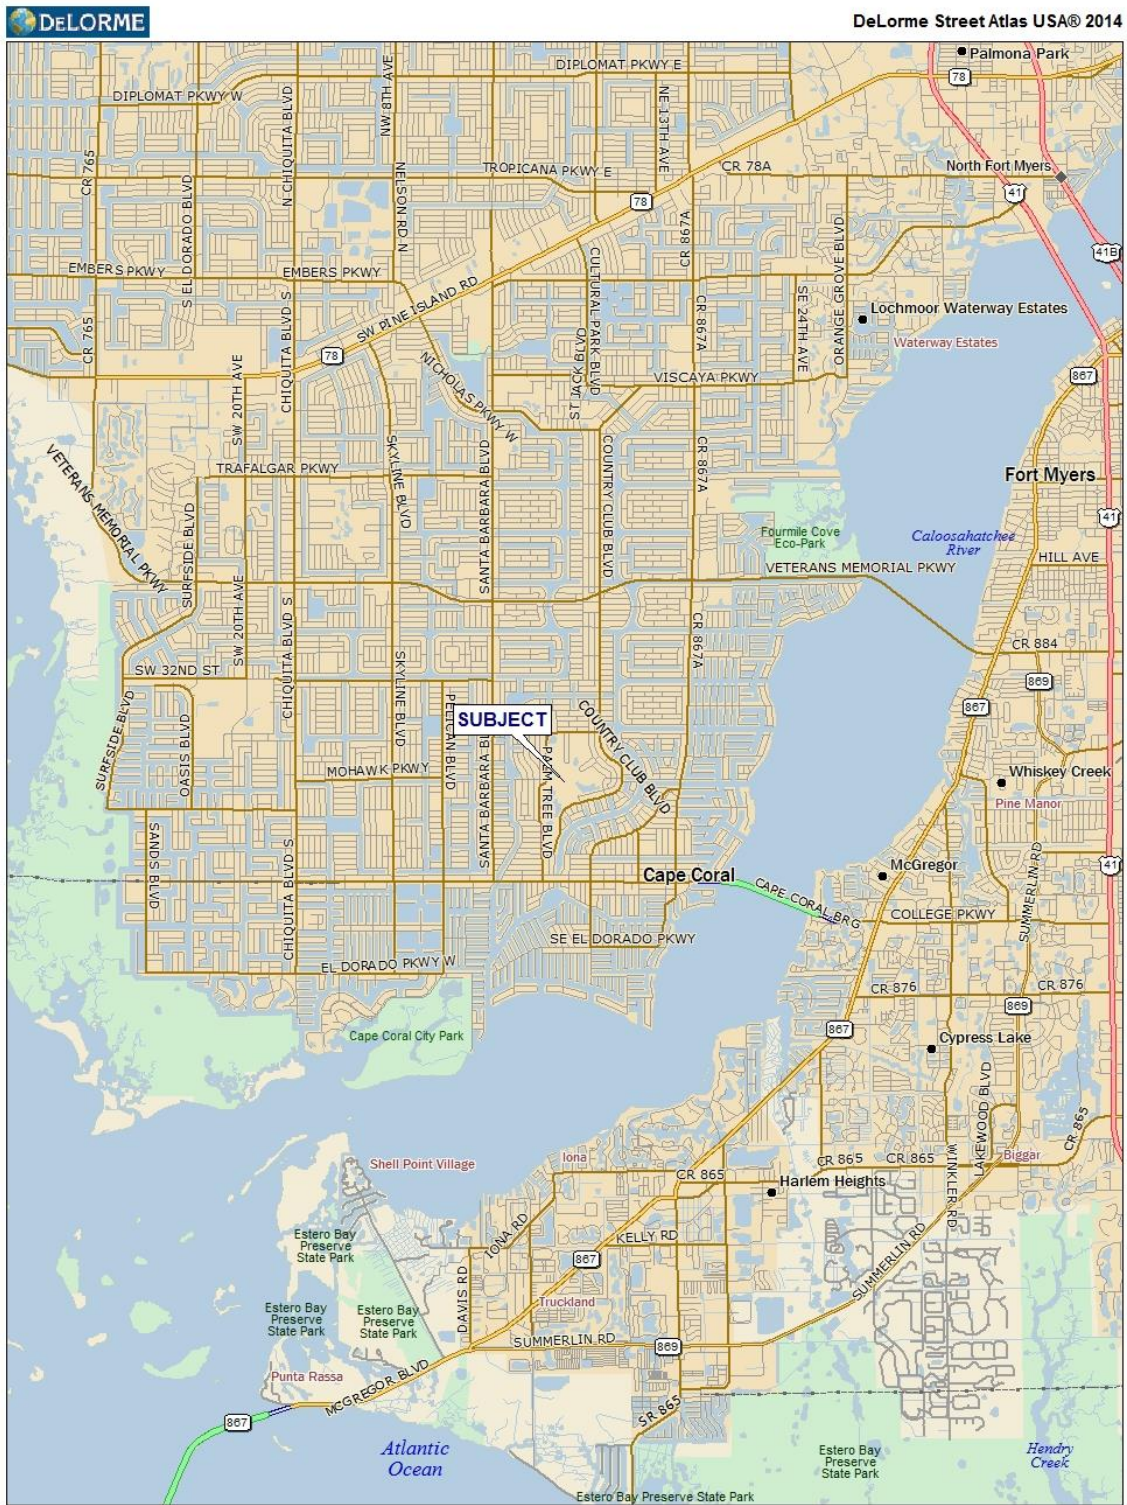 DELORME
DeLorme Street Atlas USA® 2014
Palmona Park
DIPLOMAT PKWY E
78
DIPLOMAT PKWY W
NW 8TH AVE
N CHIQUITA BLVD
NE 13TH AVE
CR 765
TROPICANA PKWY E
CR 78A
North Fort Myers
41
NELSON RD N
S EL DORADO BLVD
78
CR 867A
CULTURAL PARK BLVD
ORANGE GROVE BLVD
41B
EMBERS PKWY
EMBERS PKWY
SW PINE ISLAND RD
CR 765
CHIQUITA BLVD S
CR 867A
SE 24TH AVE
Lochmoor Waterway Estates
Waterway Estates
78
NICHOLAS PKWY W
ST JACK BLVD
VISCAYA PKWY
867
SW 20TH AVE
TRAFALGAR PKWY
SKYLINE BLVD
SANTA BARBARA BLVD
COUNTRY CLUB BLVD
CR 867A
Fort Myers
VETERANS MEMORIAL PKWY
SURFSIDE BLVD
41
Fourmile Cove
Eco-Park
Caloosahatchee
River
HILL AVE
VETERANS MEMORIAL PKWY
SW 20TH AVE
CHIQUITA BLVD S
SKYLINE BLVD
CR 867A
CR 884
SW 32ND ST
869
SURFSIDE BLVD
OASIS BLVD
PELICAN BLVD
SUBJECT
COUNTRY CLUB BLVD
867
MOHAWK PKWY
SANTA BARBARA BL
PALM TREE BLVD
Whiskey Creek
Pine Manor
SANDS BLVD
CHIQUITA BLVD S
Cape Coral
McGregor
41
CAPE CORAL BRG
COLLEGE PKWY
SUMMERLIN RD
SE EL DORADO PKWY
EL DORADO PKWY W
CR 876
CR 876
869
867
Cape Coral City Park
Cypress Lake
LAKEWOOD BLVD
CR 865
Shell Point Village
Iona
CR 865
CR 865
CR 865
Biggar
WINKLER RD
Harlem Heights
IONA RD
KELLY RD
Estero Bay
Preserve
State Park
867
SUMMERLIN RD
DAVIS RD
Estero Bay
Preserve
State Park
Estero Bay
Preserve
State Park
Truckland
SUMMERLIN RD
869
Punta Rassa
MCGREGOR BLVD
867
SR 865
Atlantic
Ocean
Estero Bay
Preserve
State Park
Hendry
Creek
Estero Bay Preserve State Park